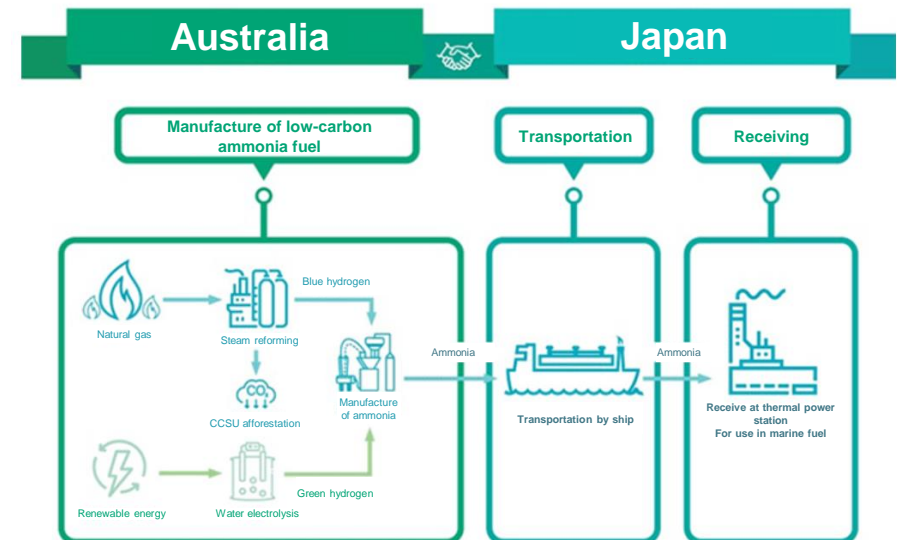 Australia
Japan
Manufacture of low-carbon
ammonia fuel
Transportation
Receiving
Blue hydrogen
Natural gas
Steam reforming
CO₂
CCSU afforestation
Manufacture
of ammonia
Renewable energy
Water electrolysis
Green hydrogen
Ammonia
Transportation by ship
Ammonia
Receive at thermal power
station
For use in marine fuel